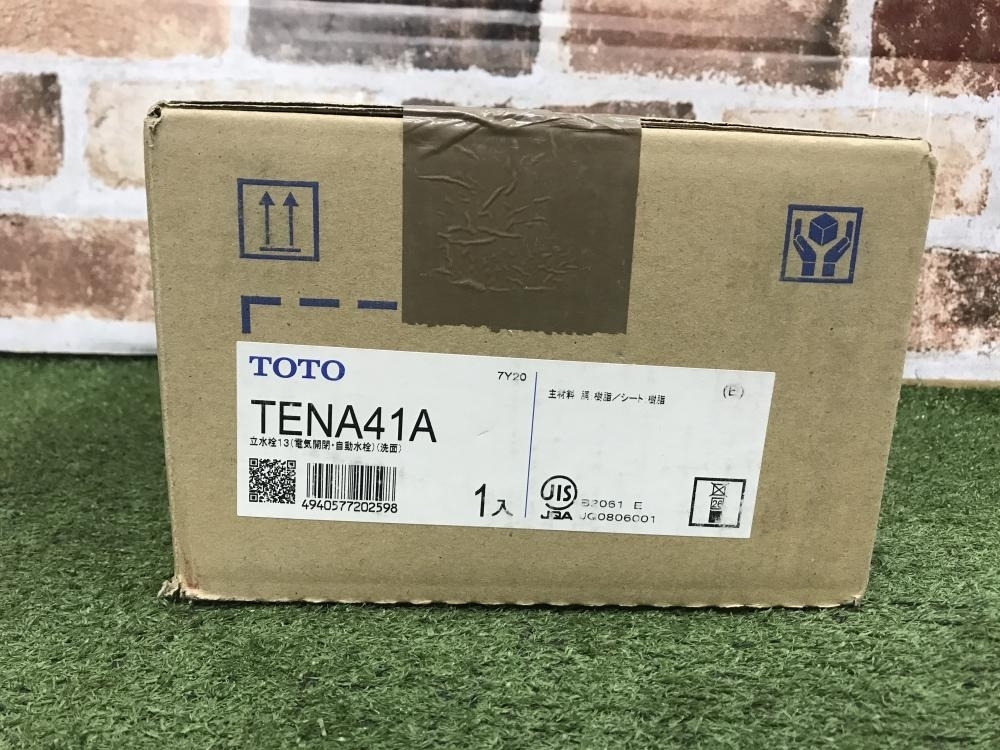 TOTO
7Y20
TENA41A
立水栓13(電気開閉・自動水栓)(洗面)
4940577202598
1入
主材料 銅 樹脂/シート 樹脂
(E)
JIS
JQA
B2061 E
JQ0806001